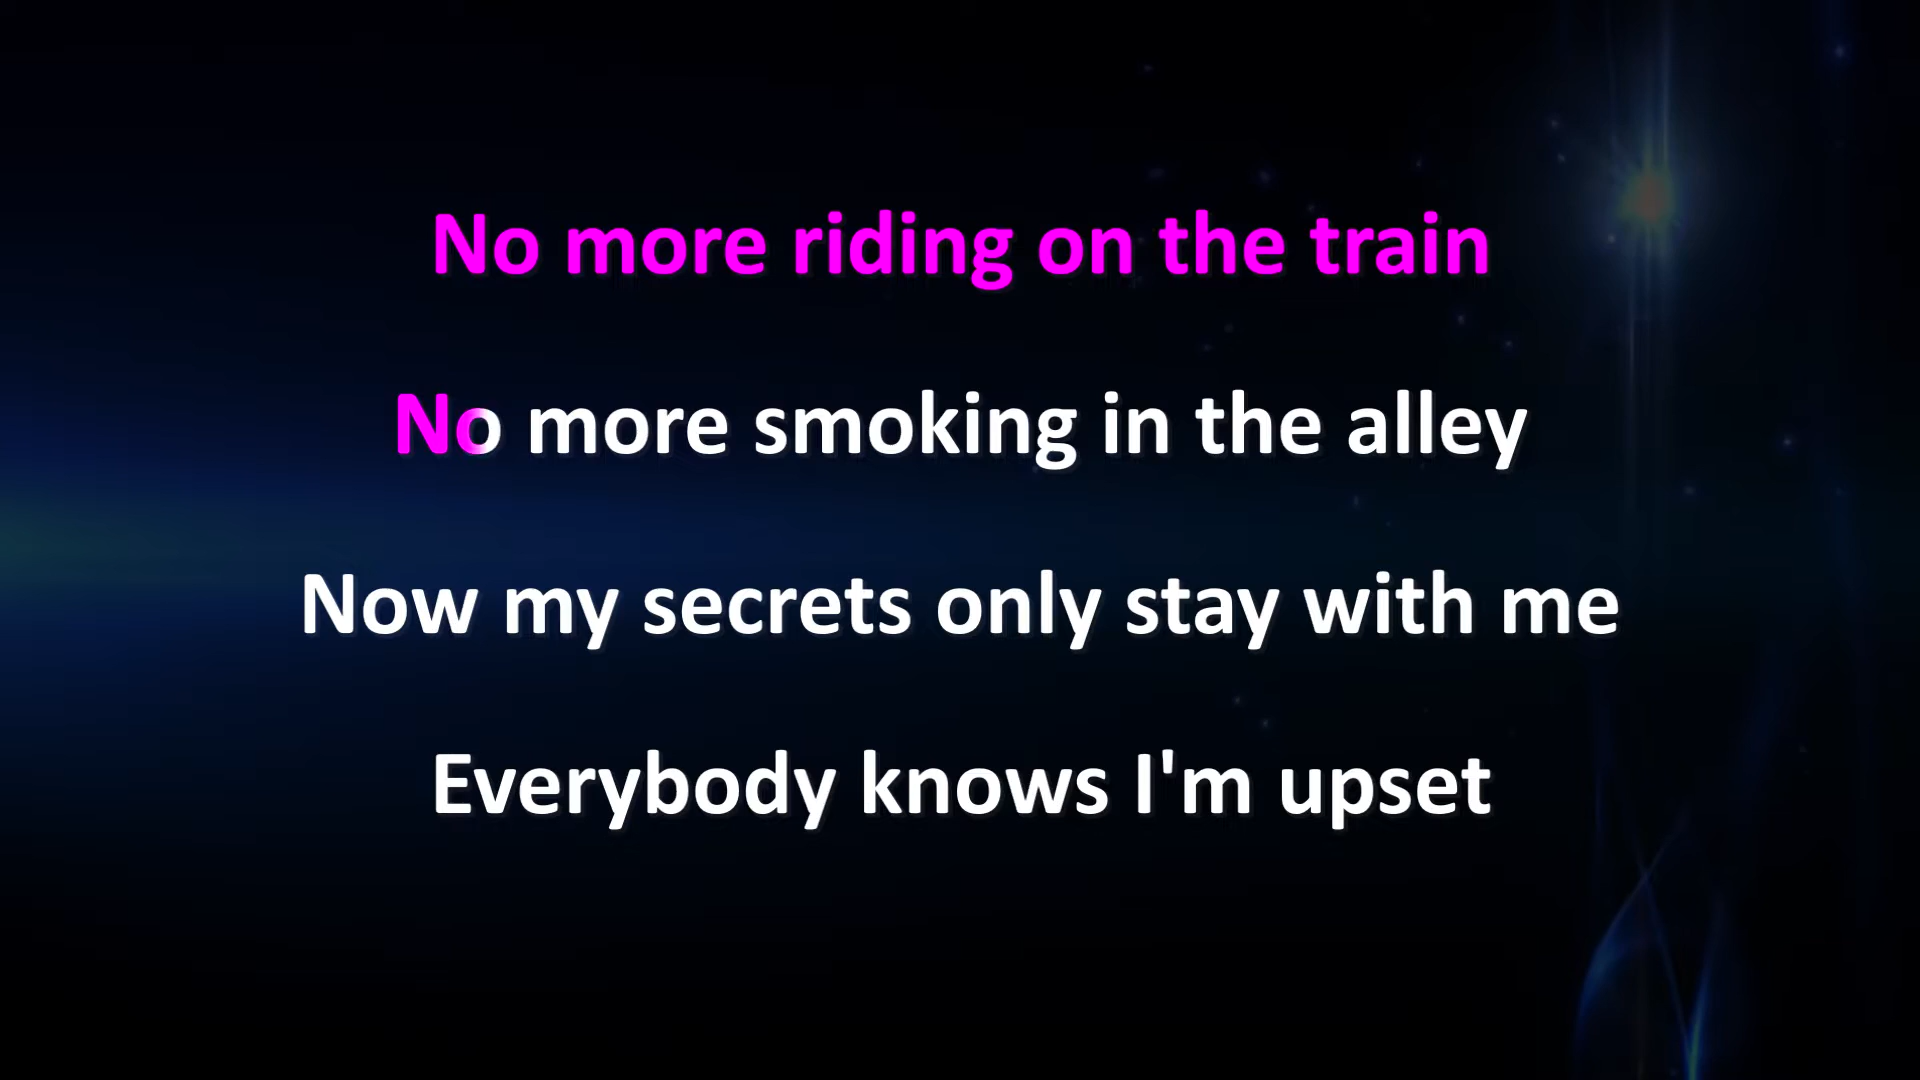 No more riding on the train
No more smoking in the alley
Now my secrets only stay with me
Everybody knows I'm upset